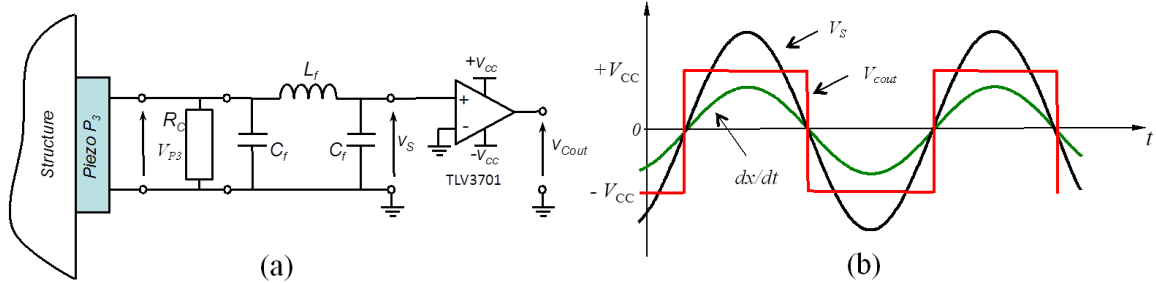 Structure
Piezo P3
RC
VP3
Cf
Lf
Cf
VS
+
-
+VCC
-VCC
TLV3701
VCout
(a)
+VCC
0
- VCC
VS
Vcout
dx/dt
t
(b)